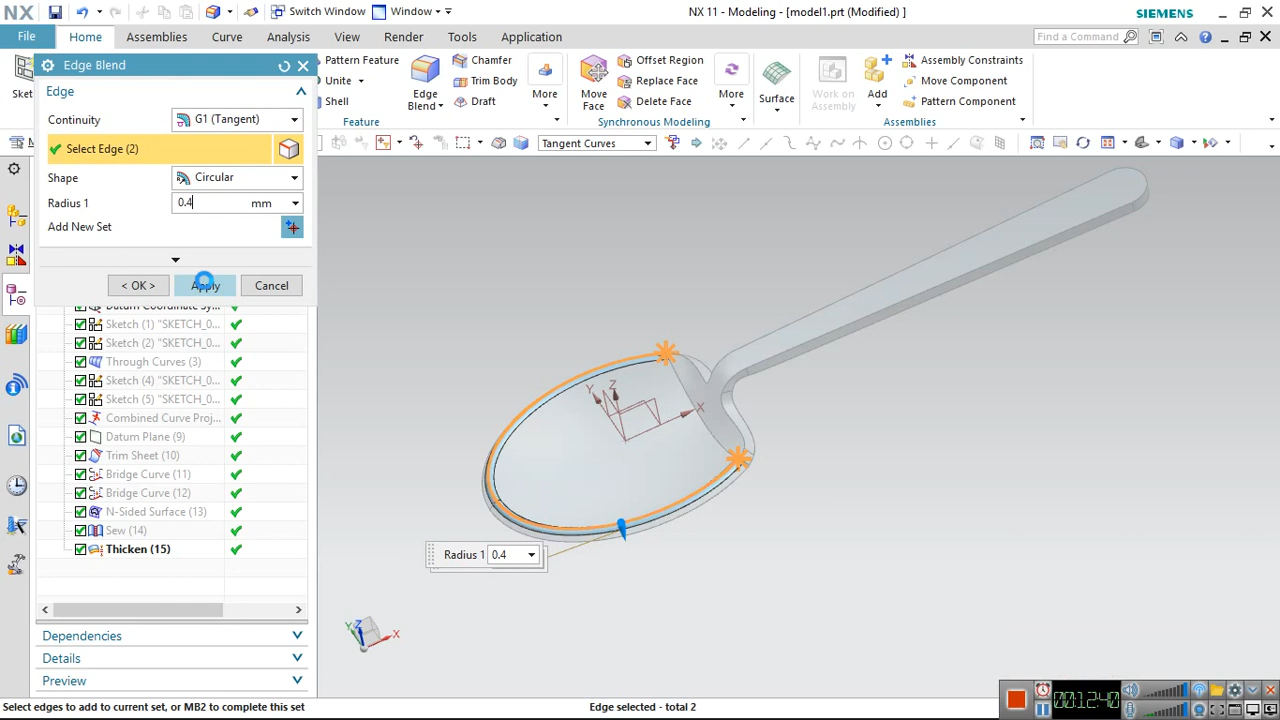 NX
Switch Window
Window
NX 11 - Modeling - [model1.prt (Modified) ]
SIEMENS
File
Home
Assemblies
Curve
Analysis
View
Render
Tools
Application
Find a Command
Edge Blend
Pattern Feature
Unite
Shell
Edge
Blend
Chamfer
Trim Body
Draft
More
Feature
Move
Face
Offset Region
Replace Face
Delete Face
More
Synchronous Modeling
Surface
Work on
Assembly
Add
Assembly Constraints
Move Component
Pattern Component
Assemblies
Tangent Curves
Edge
Continuity
G1 (Tangent)
Select Edge (2)
Shape
Circular
Radius 1
0.4
mm
Add New Set
< OK >
Apply
Cancel
Datum Coordinate Sy...
Sketch (1) "SKETCH_0...
Sketch (2) "SKETCH_0...
Through Curves (3)
Sketch (4) "SKETCH_0...
Sketch (5) "SKETCH_0...
Combined Curve Proj...
Datum Plane (9)
Trim Sheet (10)
Bridge Curve (11)
Bridge Curve (12)
N-Sided Surface (13)
Sew (14)
Thicken (15)
Dependencies
Details
Preview
Y
Z
X
Radius 1 0.4
Y
Z
X
Select edges to add to current set, or MB2 to complete this set
Edge selected - total 2
00:12:40